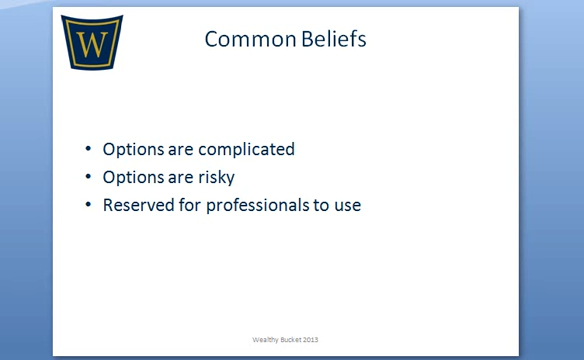 W
Common Beliefs
• Options are complicated
• Options are risky
• Reserved for professionals to use
Wealthy Bucket 2013